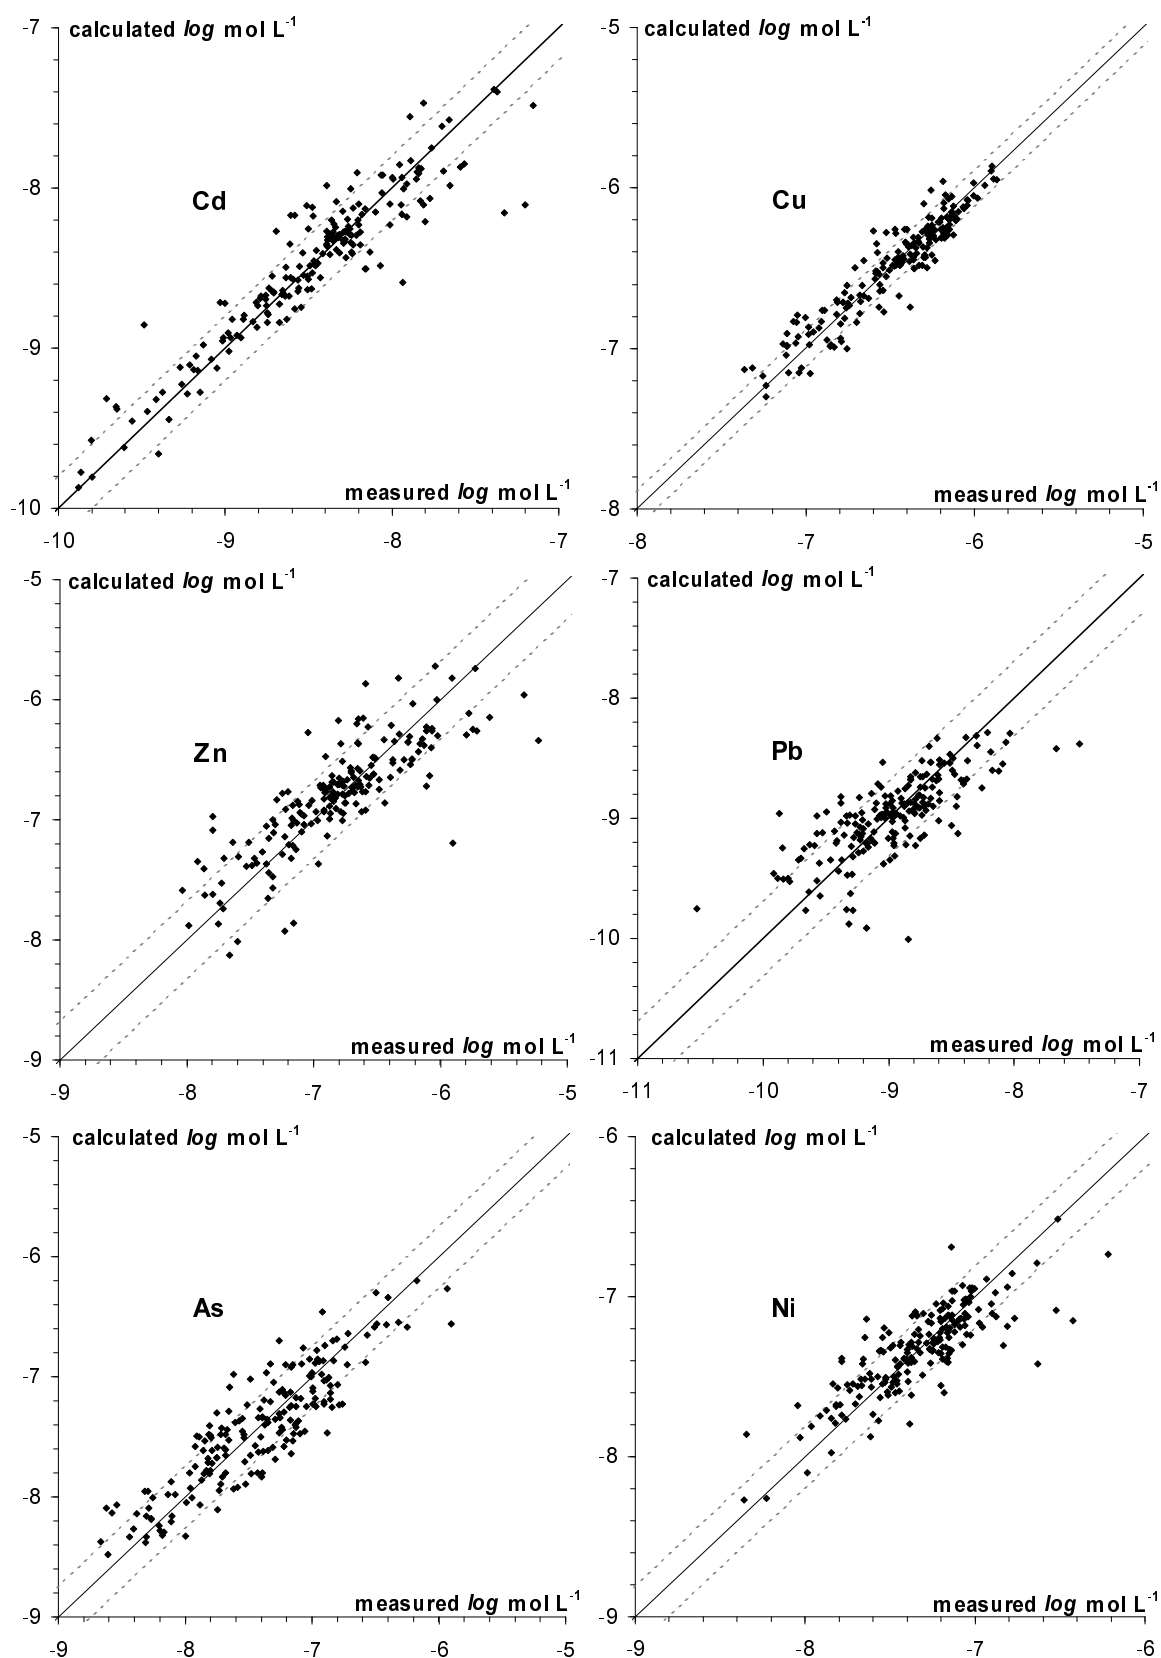 -7
calculated log mol L-1
-8
Cd
-9
measured log mol L-1
-10
-10 -9 -8 -7
-5
calculated log mol L-1
-6
Cu
-7
measured log mol L-1
-8
-8 -7 -6 -5
-5
calculated log mol L-1
-6
Zn
-7
-8
measured log mol L-1
-9
-9 -8 -7 -6 -5
-7
calculated log mol L-1
-8
Pb
-9
-10
measured log mol L-1
-11
-11 -10 -9 -8 -7
-5
calculated log mol L-1
-6
As
-7
-8
measured log mol L-1
-9
-9 -8 -7 -6 -5
-6
calculated log mol L-1
-7
Ni
-8
measured log mol L-1
-9
-9 -8 -7 -6